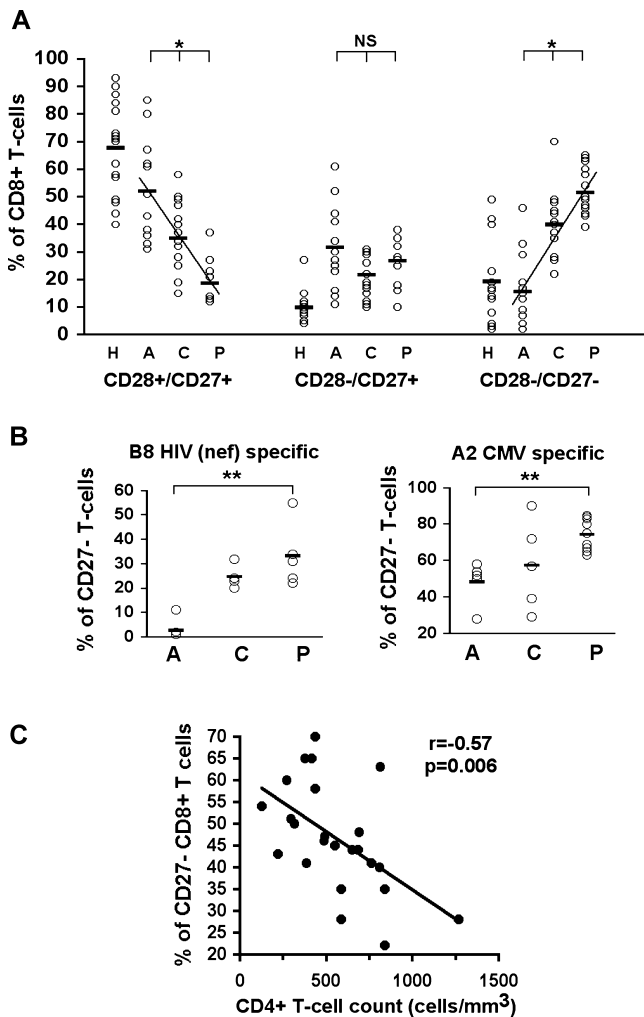 A
* NS *
% of CD8+ T-cells
100
90
80
70
60
50
40
30
20
10
0
H A C P H A C P H A C P
CD28+/CD27+ CD28-/CD27+ CD28-/CD27-
B
B8 HIV (nef) specific
**
% of CD27- T-cells
60
50
40
30
20
10
0
A C P
A2 CMV specific
**
% of CD27- T-cells
100
80
60
40
20
A C P
C
r=-0.57
p=0.006
% of CD27- CD8+ T cells
70
65
60
55
50
45
40
35
30
25
20
0 500 1000 1500
CD4+ T-cell count (cells/mm³)